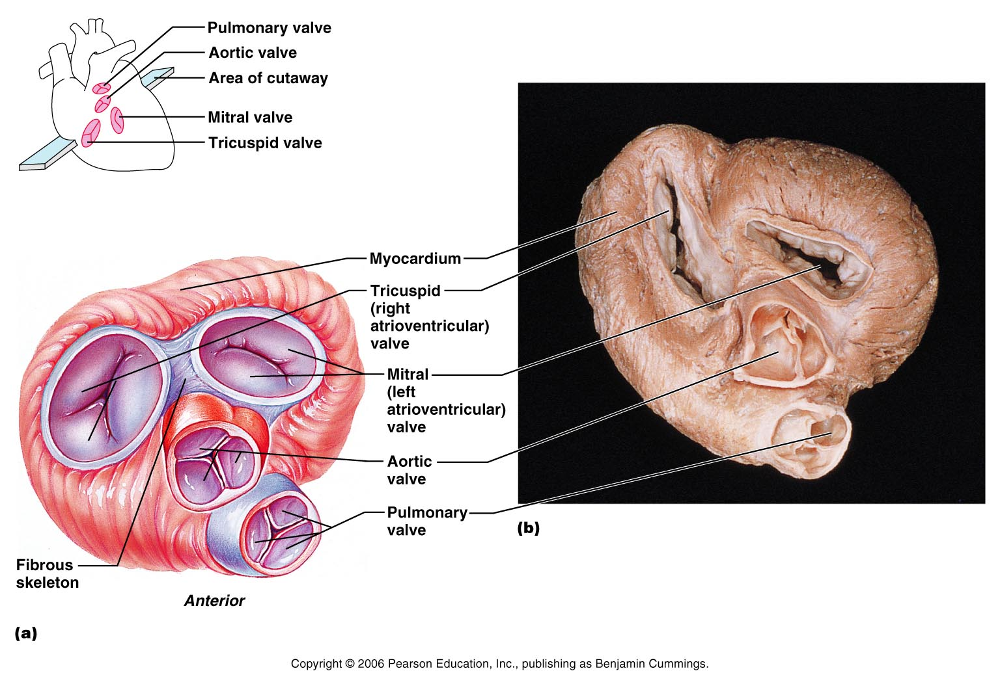 Pulmonary valve
Aortic valve
Area of cutaway
Mitral valve
Tricuspid valve
Myocardium
Tricuspid
(right
atrioventricular)
valve
Mitral
(left
atrioventricular)
valve
Aortic
valve
Pulmonary
valve
(b)
Fibrous
skeleton
Anterior
(a)
Copyright © 2006 Pearson Education, Inc., publishing as Benjamin Cummings.